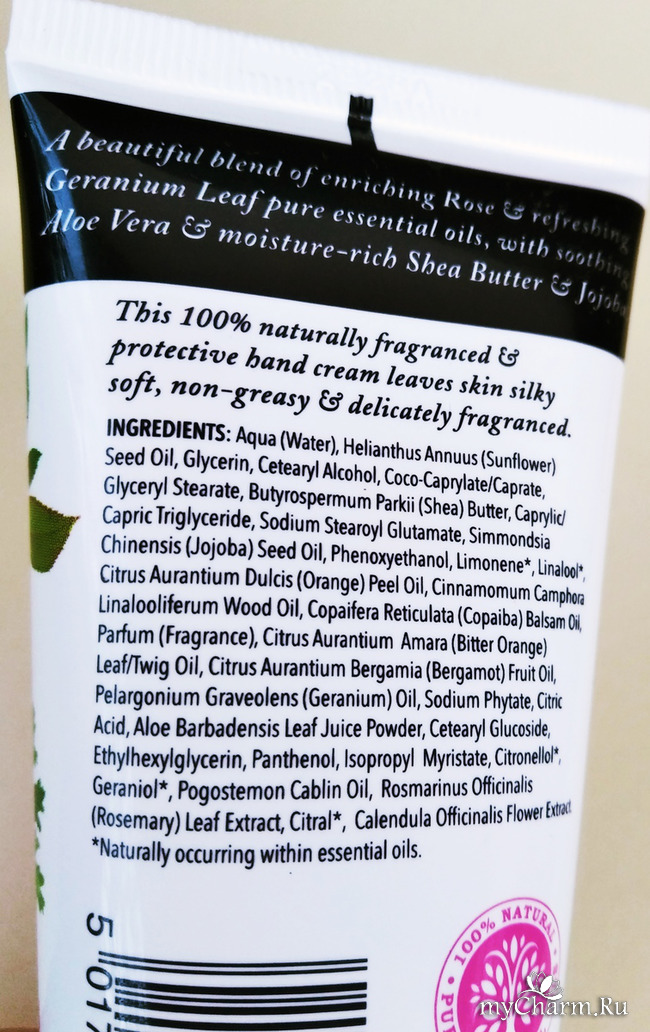 A beautiful blend of enriching Rose & refreshing
Geranium Leaf pure essential oils, with soothing
Aloe Vera & moisture-rich Shea Butter & Jojoba
This 100% naturally fragranced &
protective hand cream leaves skin silky
soft, non-greasy & delicately fragranced.
INGREDIENTS: Aqua (Water), Helianthus Annuus (Sunflower)
Seed Oil, Glycerin, Cetearyl Alcohol, Coco-Caprylate/Caprate,
Glyceryl Stearate, Butyrospermum Parkii (Shea) Butter, Caprylic/
Capric Triglyceride, Sodium Stearoyl Glutamate, Simmondsia
Chinensis (Jojoba) Seed Oil, Phenoxyethanol, Limonene*, Linalool*,
Citrus Aurantium Dulcis (Orange) Peel Oil, Cinnamomum Camphora
Linalooliferum Wood Oil, Copaifera Reticulata (Copaiba) Balsam Oil,
Parfum (Fragrance), Citrus Aurantium Amara (Bitter Orange)
Leaf/Twig Oil, Citrus Aurantium Bergamia (Bergamot) Fruit Oil,
Pelargonium Graveolens (Geranium) Oil, Sodium Phytate, Citric
Acid, Aloe Barbadensis Leaf Juice Powder, Cetearyl Glucoside,
Ethylhexylglycerin, Panthenol, Isopropyl Myristate, Citronellol*,
Geraniol*, Pogostemon Cablin Oil, Rosmarinus Officinalis
(Rosemary) Leaf Extract, Citral*, Calendula Officinalis Flower Extract.
*Naturally occurring within essential oils.
5 017
100% NATURAL
PU
myCharm.Ru